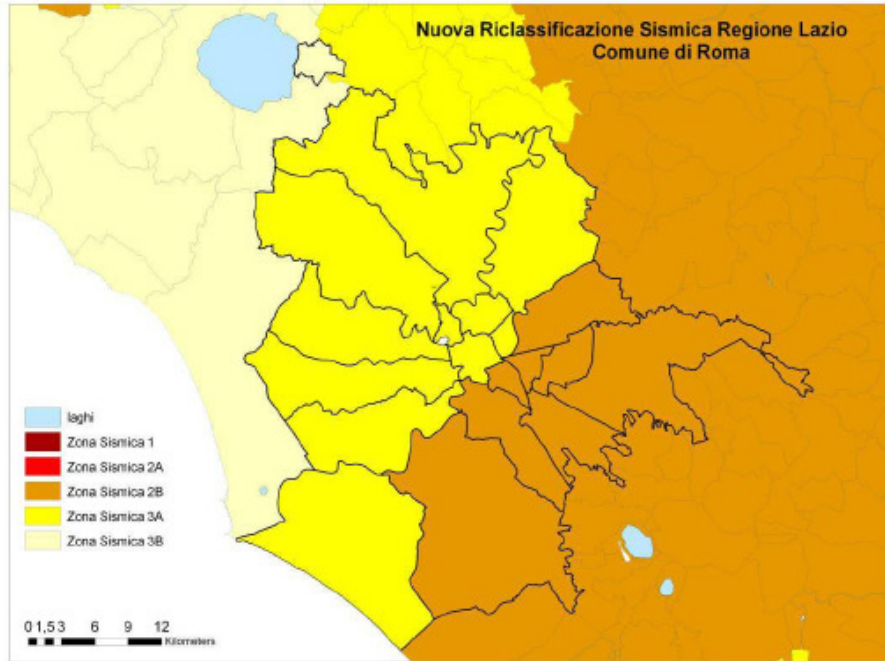 Nuova Riclassificazione Sismica Regione Lazio
Comune di Roma
laghi
Zona Sismica 1
Zona Sismica 2A
Zona Sismica 2B
Zona Sismica 3A
Zona Sismica 3B
0 1,5 3 6 9 12
Kilometers